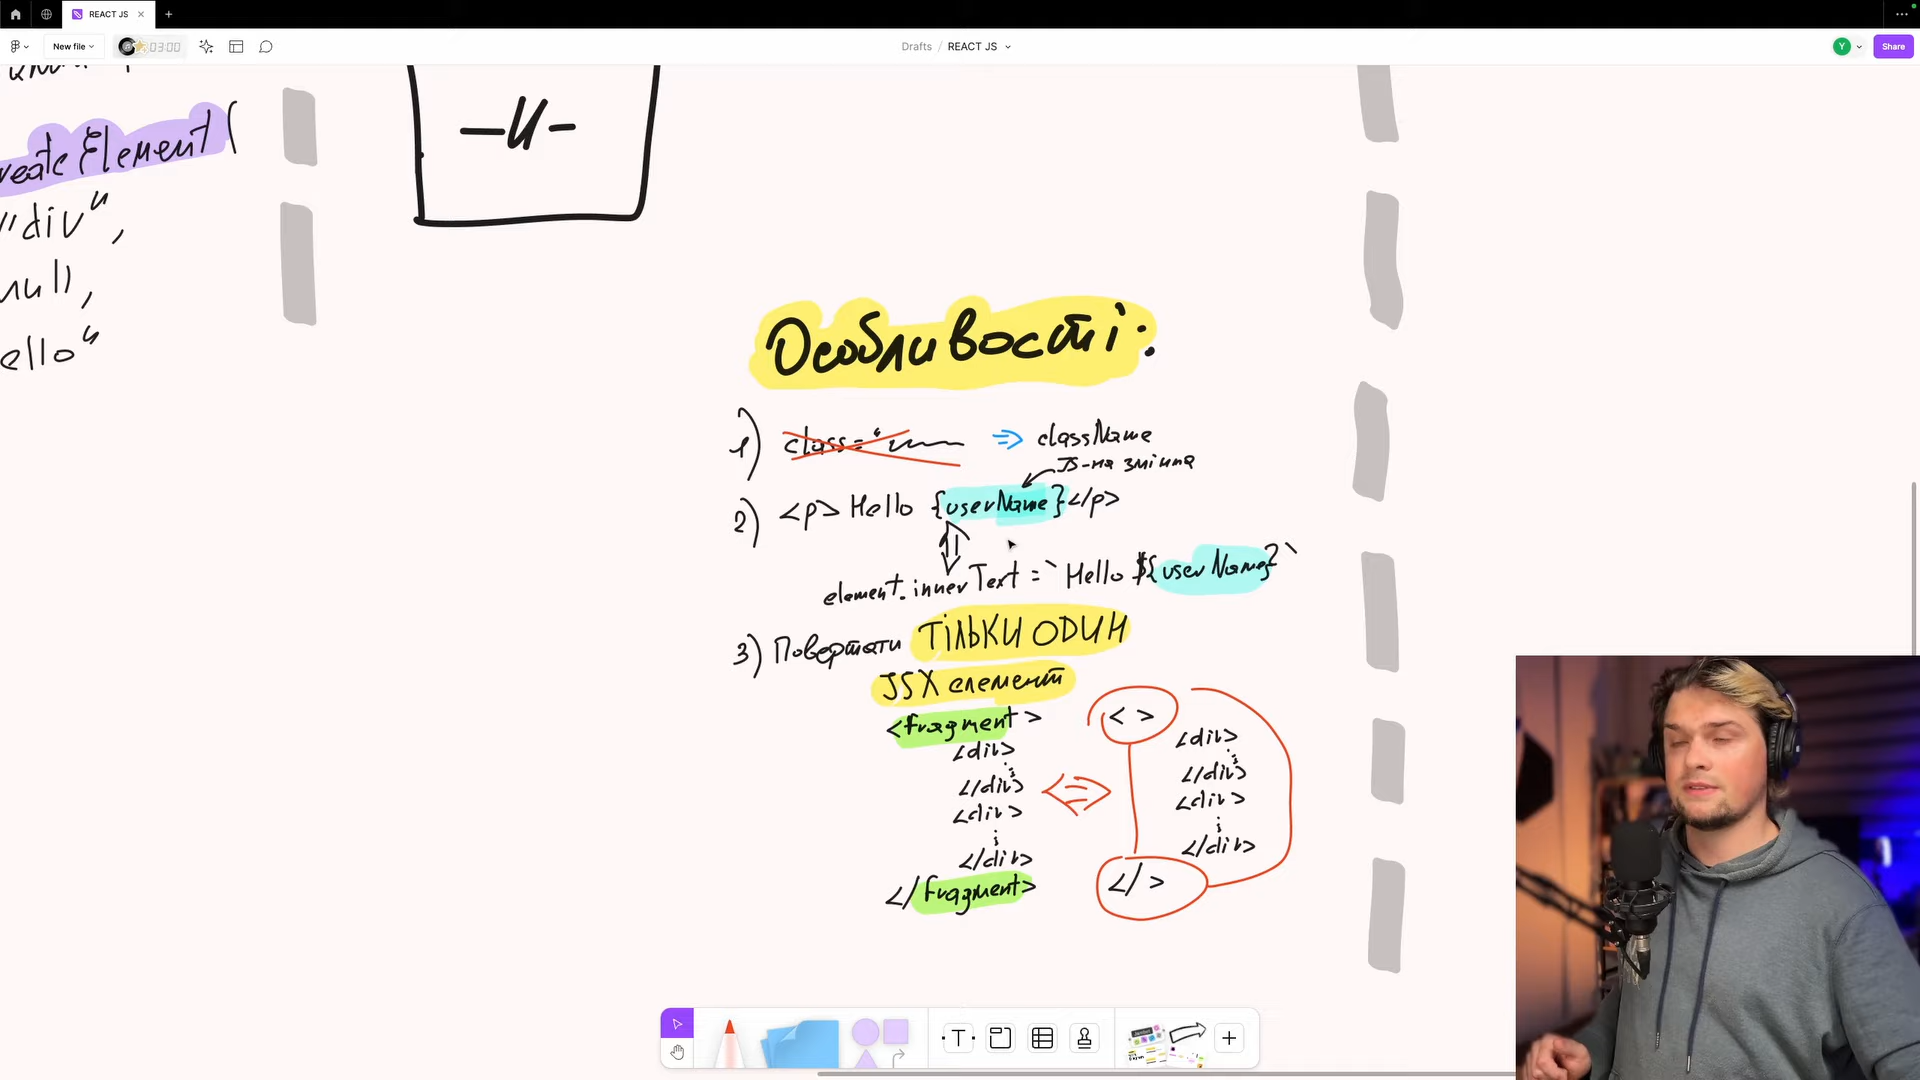 REACT JS
New file
03:00
Drafts / REACT JS
Y
Share
createElement(
"div",
null,
ello"
—||—
Особливості:
1) class="
⇒ className
JS-на змінна
2) <p> Hello {userName}</p>
element.innerText = `Hello ${userName}`
3) Повертати ТІЛЬКИ ОДИН
JSX елемент
<fragment>
<div>
</div>
<div>
</div>
</fragment>
< >
<div>
</div>
<div>
</div>
</>
T